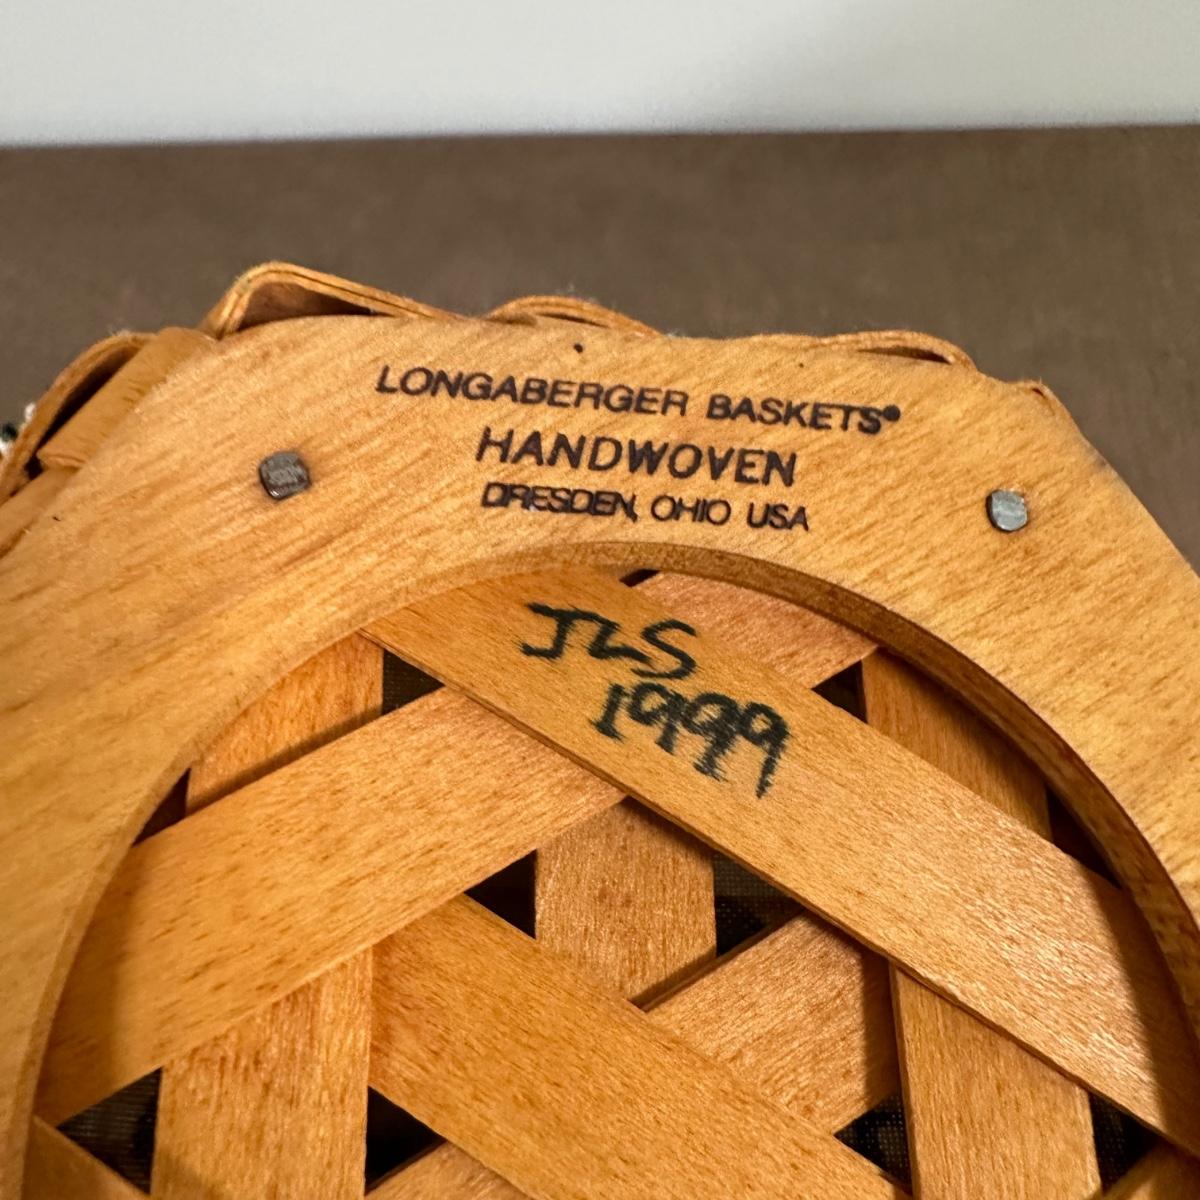 LONGABERGER BASKETS®
HANDWOVEN
DRESDEN, OHIO USA
JLS
1999